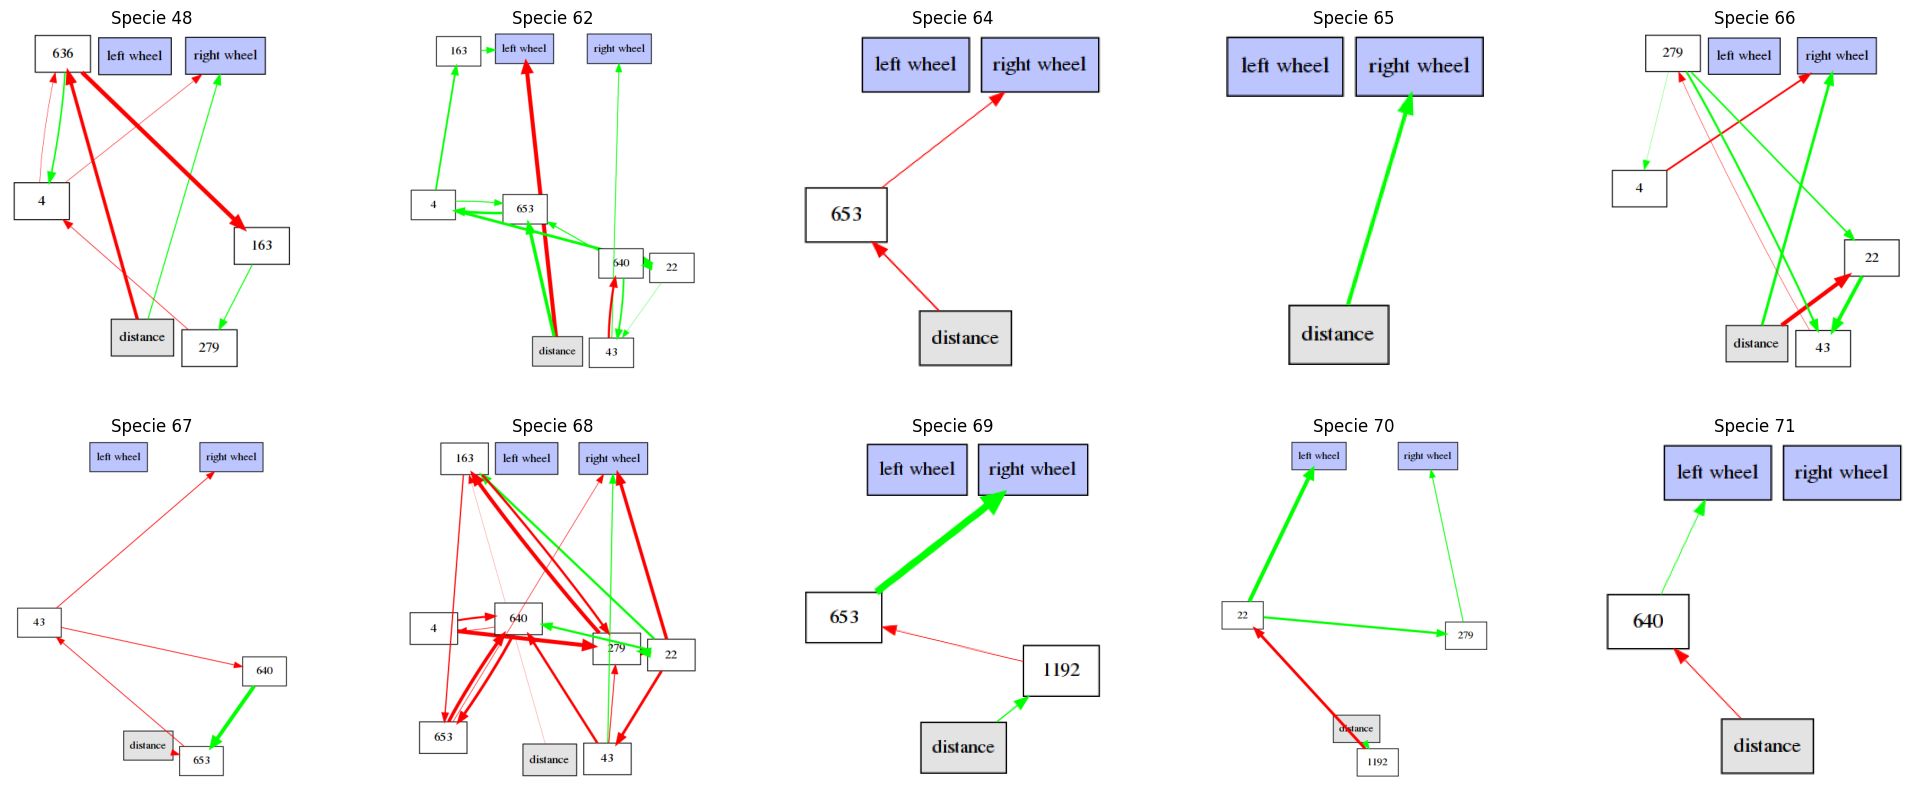 Specie 48
636
left wheel
right wheel
4
163
distance
279
Specie 62
163
left wheel
right wheel
4
653
640
22
distance
43
Specie 64
left wheel
right wheel
653
distance
Specie 65
left wheel
right wheel
distance
Specie 66
279
left wheel
right wheel
4
22
distance
43
Specie 67
left wheel
right wheel
43
640
distance
653
Specie 68
163
left wheel
right wheel
4
640
279
22
653
distance
43
Specie 69
left wheel
right wheel
653
1192
distance
Specie 70
left wheel
right wheel
22
279
distance
1192
Specie 71
left wheel
right wheel
640
distance